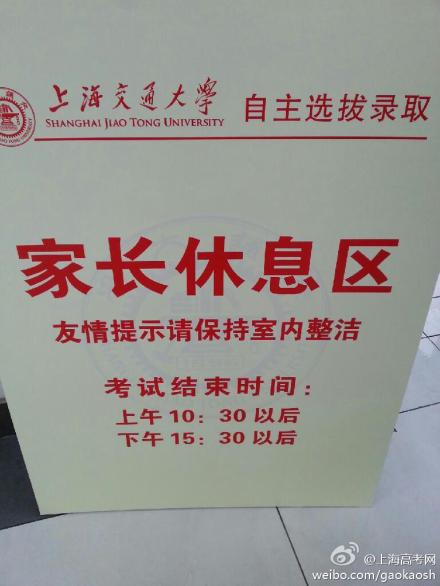 上海交通大学
SHANGHAI JIAO TONG UNIVERSITY
自主选拔录取
家长休息区
友情提示请保持室内整洁
考试结束时间：
上午10：30以后
下午15：30以后
@上海高考网
weibo.com/gaokaosh